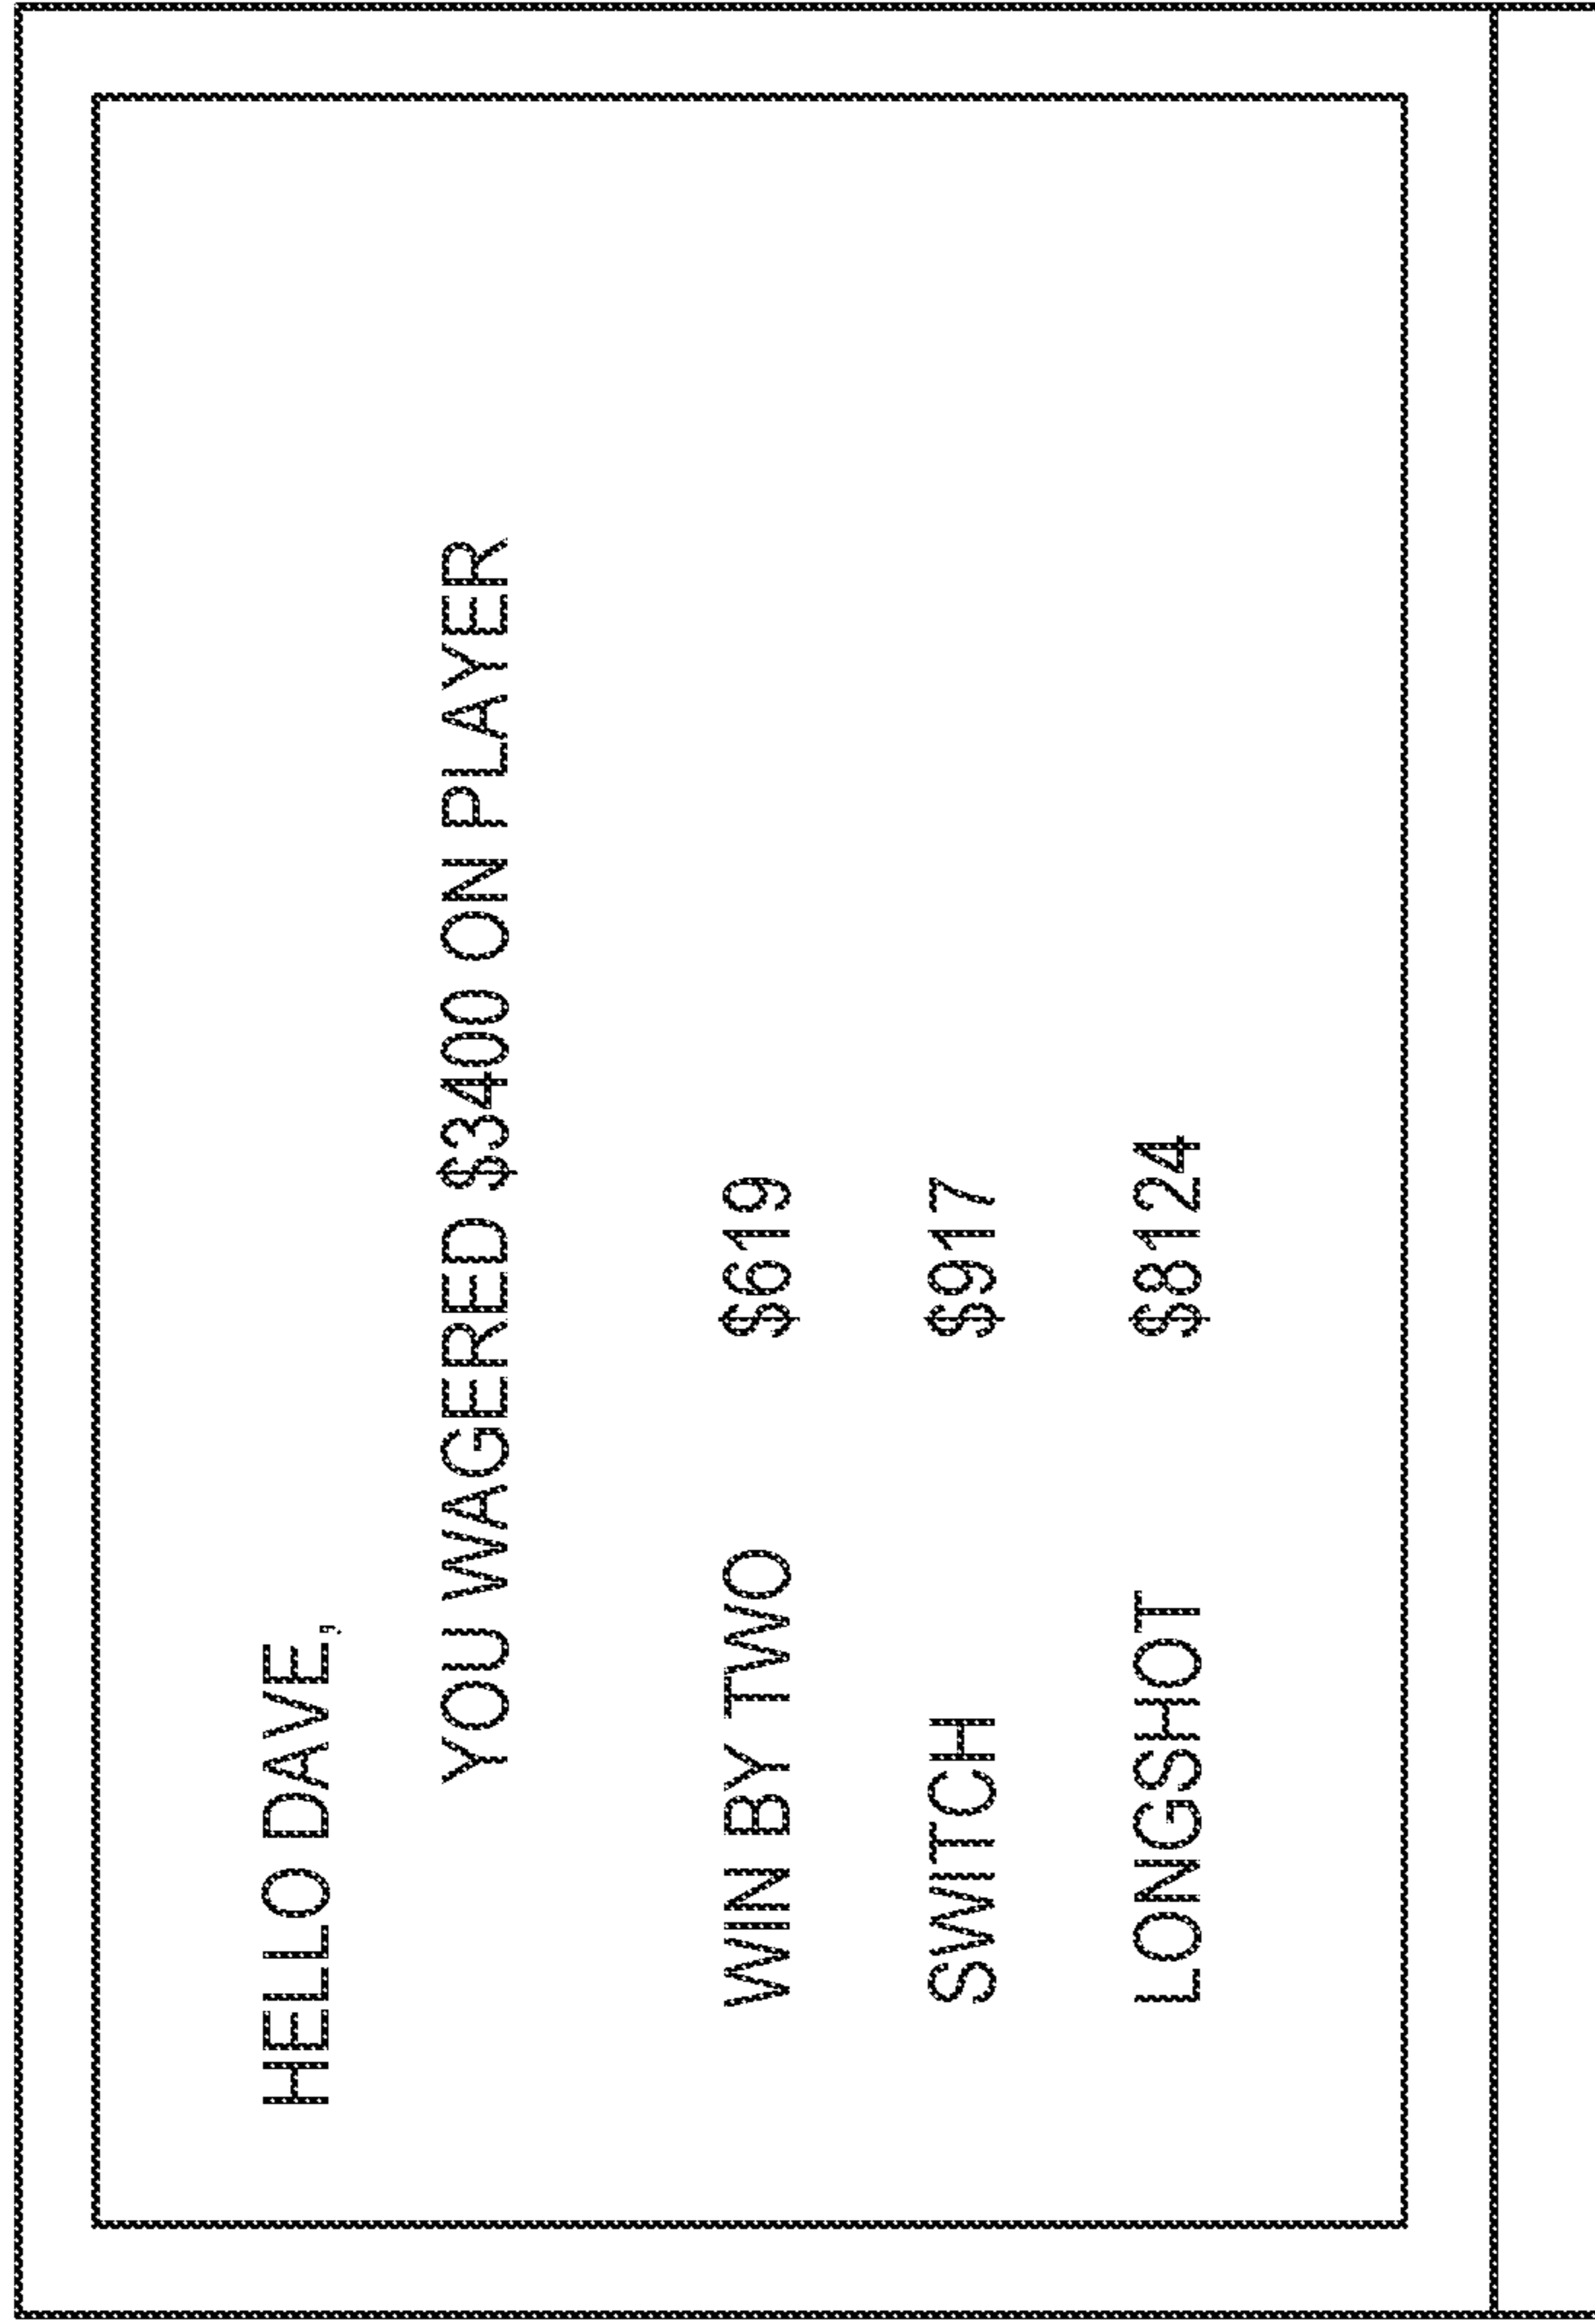 HELLO DAVE,
YOU WAGERED $3400 ON PLAYER
WIN BY TWO $619
SWITCH $917
LONGSHOT $8124